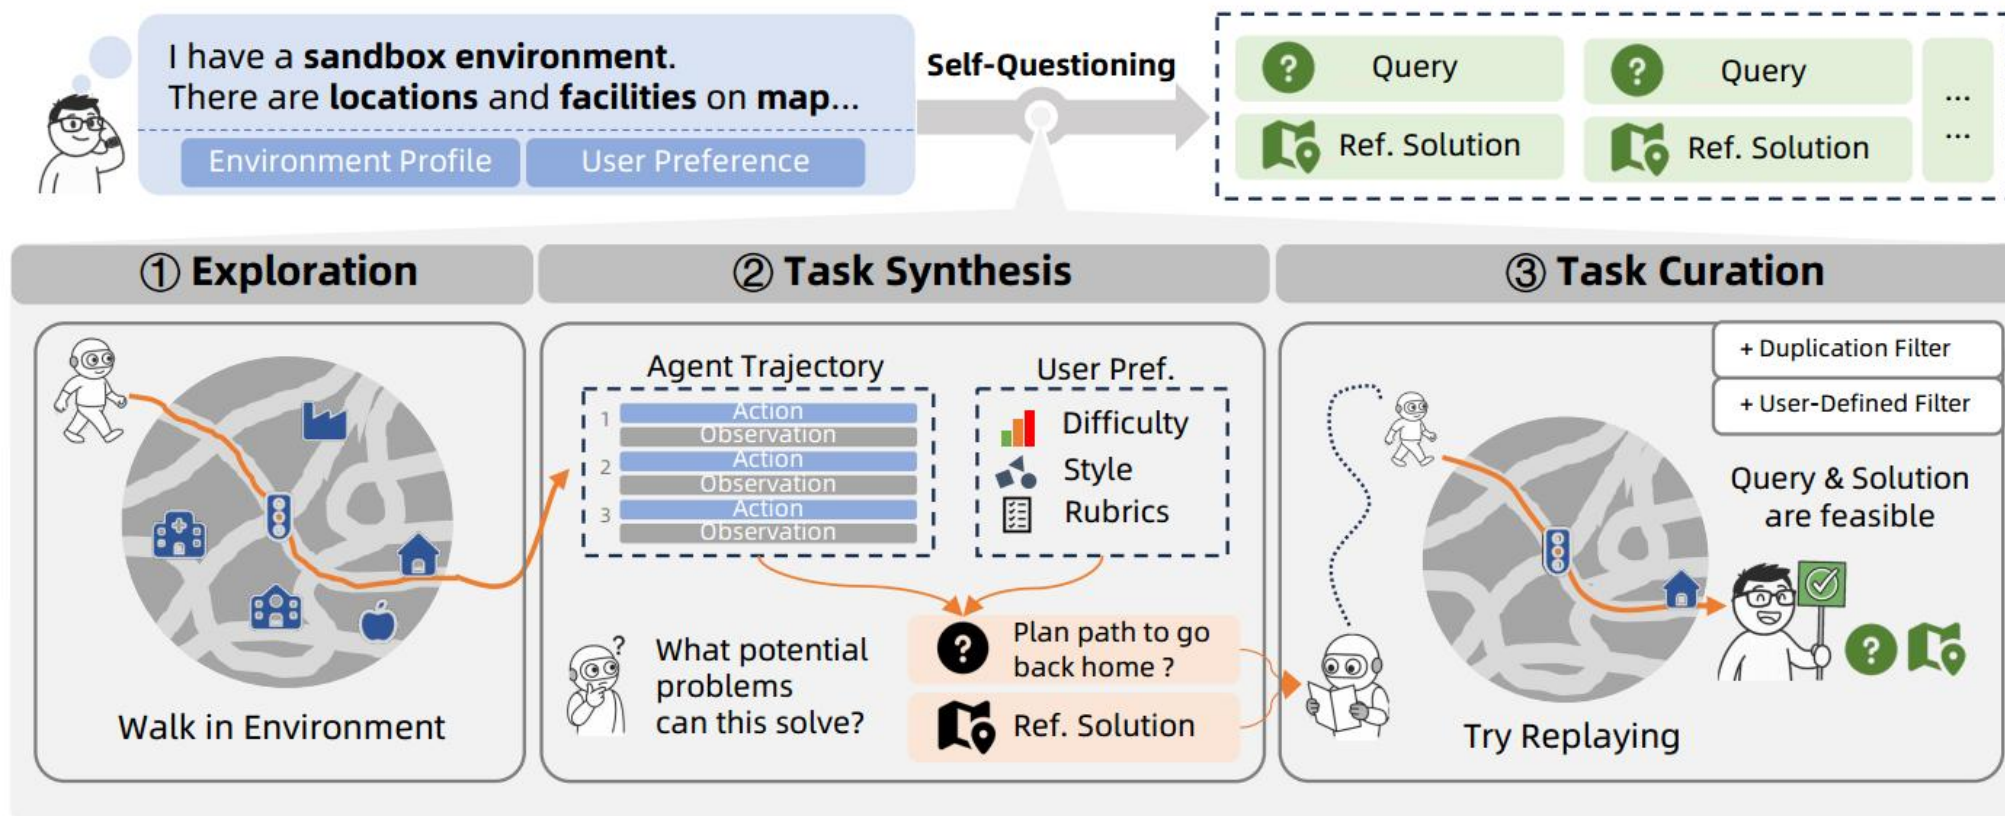 I have a sandbox environment.
There are locations and facilities on map...
Environment Profile
User Preference
Self-Questioning
? Query
? Query
Ref. Solution
Ref. Solution
...
...
① Exploration
② Task Synthesis
③ Task Curation
Walk in Environment
Agent Trajectory
1
Action
Observation
2
Action
Observation
3
Action
Observation
User Pref.
Difficulty
Style
Rubrics
?
What potential
problems
can this solve?
?
Plan path to go
back home ?
Ref. Solution
+ Duplication Filter
+ User-Defined Filter
Query & Solution
are feasible
?
Try Replaying